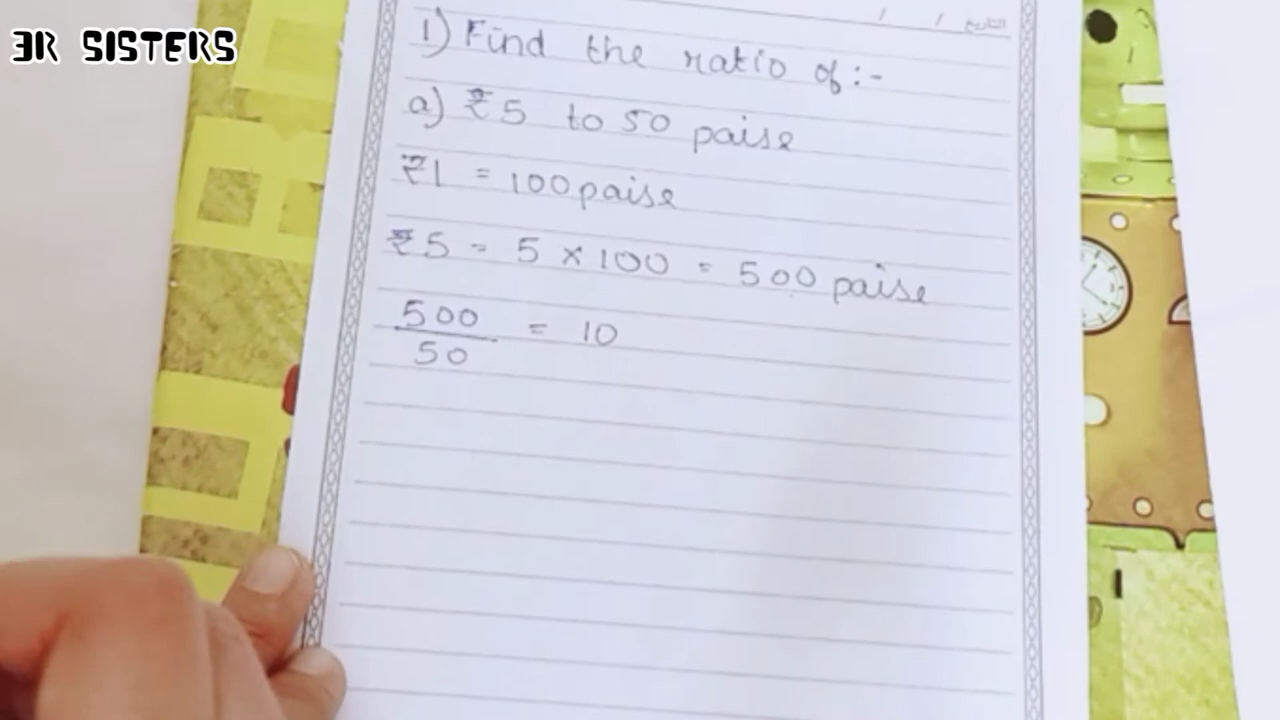 3R SISTERS
/ / التاريخ
1) Find the ratio of :-
a) ₹5 to 50 paise
₹1 = 100 paise
₹5 = 5 × 100 = 500 paise
500
50
= 10